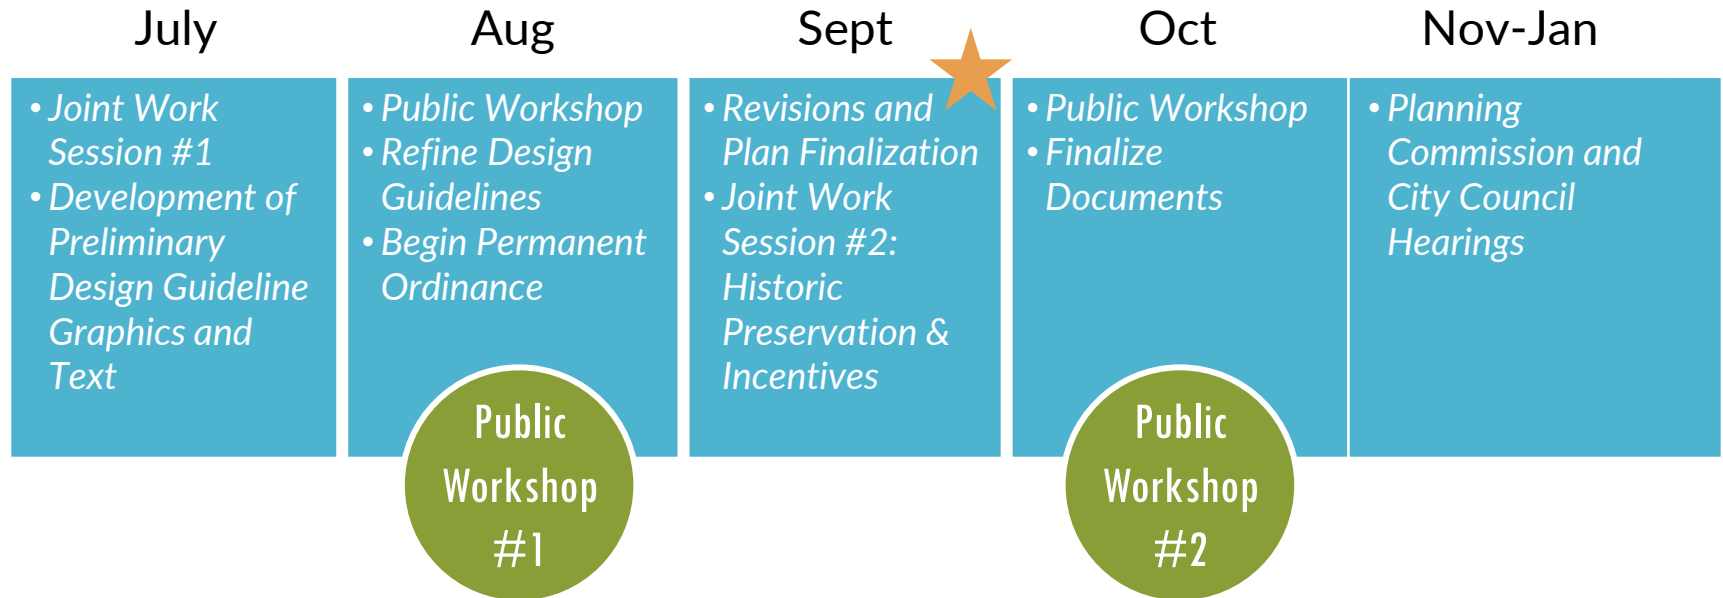 July
• Joint Work
Session #1
• Development of
Preliminary
Design Guideline
Graphics and
Text
Aug
• Public Workshop
• Refine Design
Guidelines
• Begin Permanent
Ordinance
Public
Workshop
#1
Sept
• Revisions and
Plan Finalization
• Joint Work
Session #2:
Historic
Preservation &
Incentives
Oct
• Public Workshop
• Finalize
Documents
Public
Workshop
#2
Nov-Jan
• Planning
Commission and
City Council
Hearings